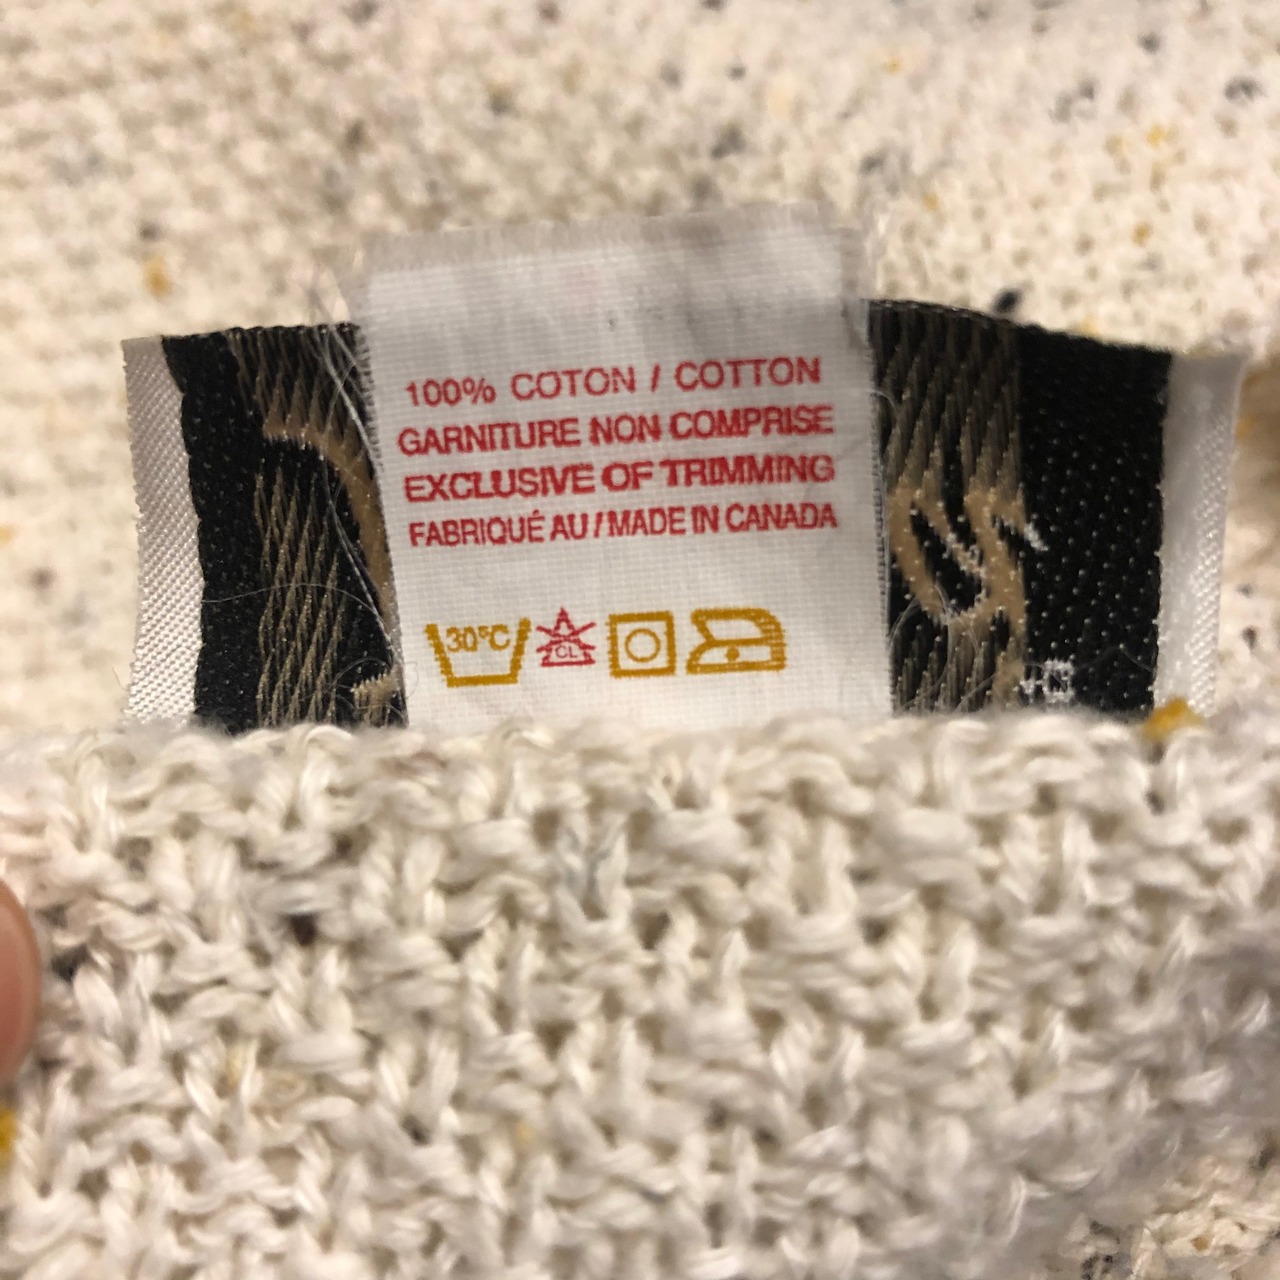 100% COTON / COTTON
GARNITURE NON COMPRISE
EXCLUSIVE OF TRIMMING
FABRIQUÉ AU / MADE IN CANADA
30°C CL